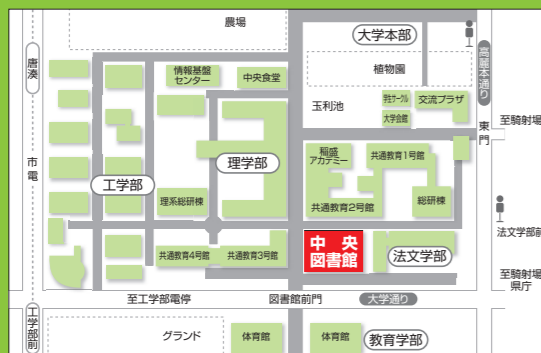 農場
大学本部
唐湊
高麗本通り
情報基盤
センター
中央食堂
植物園
学生サークル
交流プラザ
玉利池
大学会館
東門
至騎射場
市電
稲盛
アカデミー
共通教育1号館
理学部
工学部
理系総研棟
共通教育2号館
総研棟
法文学部前
中央
図書館
共通教育4号館
共通教育3号館
法文学部
至騎射場
県庁
至工学部電停
図書館前門
大学通り
工学部前
グランド
体育館
体育館
教育学部